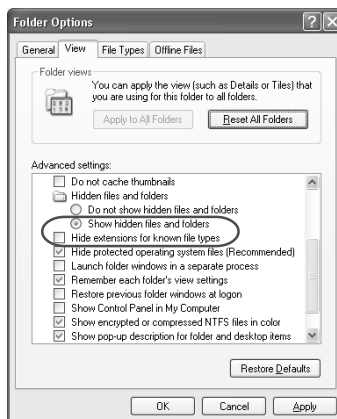 Folder Options
General View File Types Offline Files
Folder views
You can apply the view (such as Details or Tiles) that
you are using for this folder to all folders.
Apply to All Folders Reset All Folders
Advanced settings:
Do not cache thumbnails
Hidden files and folders
Do not show hidden files and folders
Show hidden files and folders
Hide extensions for known file types
Hide protected operating system files (Recommended)
Launch folder windows in a separate process
Remember each folder's view settings
Restore previous folder windows at logon
Show Control Panel in My Computer
Show encrypted or compressed NTFS files in color
Show pop-up description for folder and desktop items
Restore Defaults
OK Cancel Apply